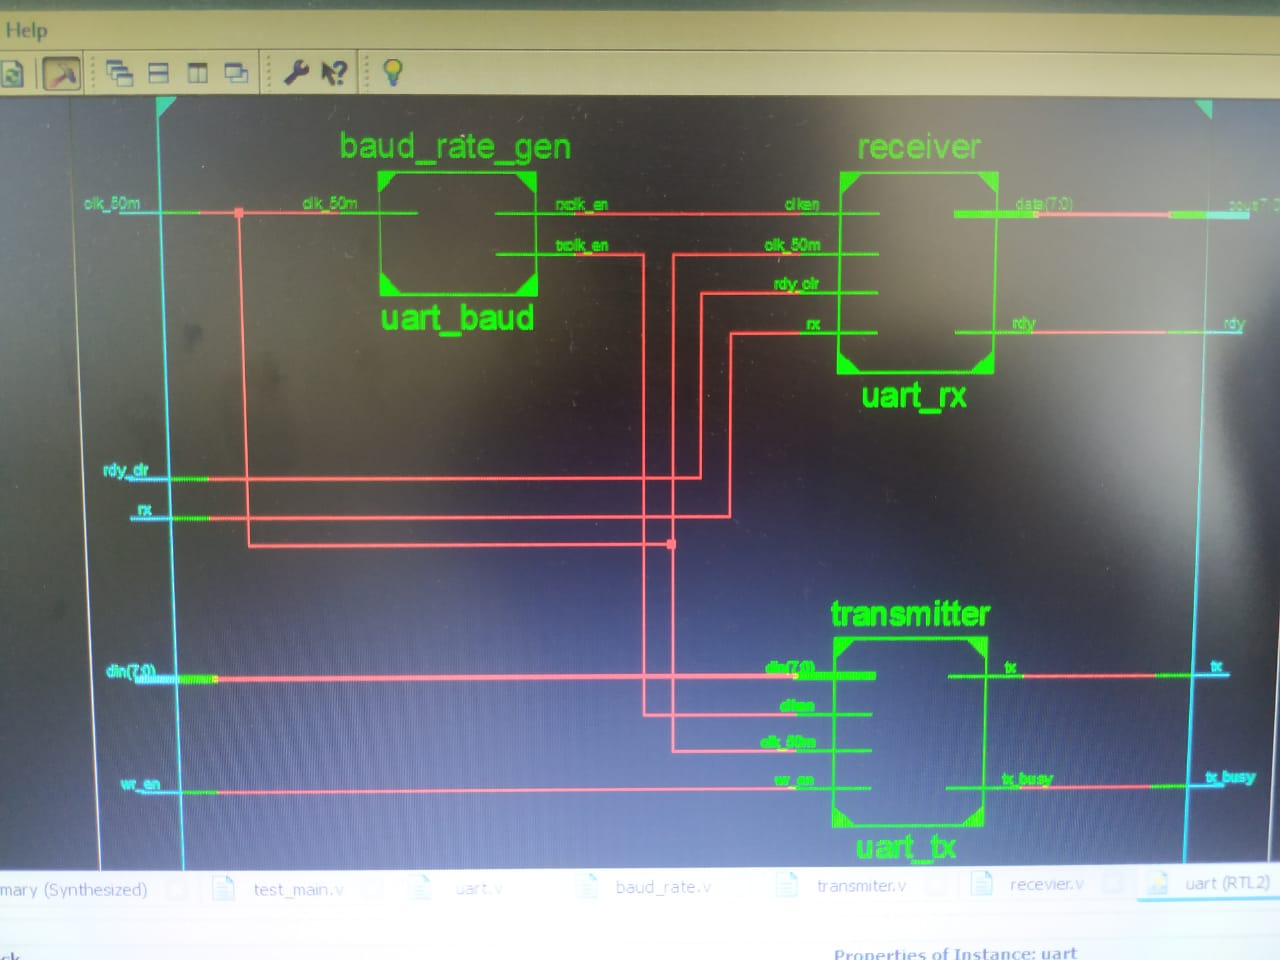 Help
baud_rate_gen
receiver
clk_50m
clk_50m
rxclk_en
clken
data(7:0)
txclk_en
clk_50m
rdy_clr
rx
rdy
rdy
uart_baud
uart_rx
rdy_clr
rx
transmitter
din(7:0)
din(7:0)
tx
tx
clken
clk_50m
wr_en
wr_en
tx_busy
tx_busy
uart_tx
mary (Synthesized)
test_main.v
uart.v
baud_rate.v
transmiter.v
recevier.v
uart (RTL2)
Properties of Instance: uart